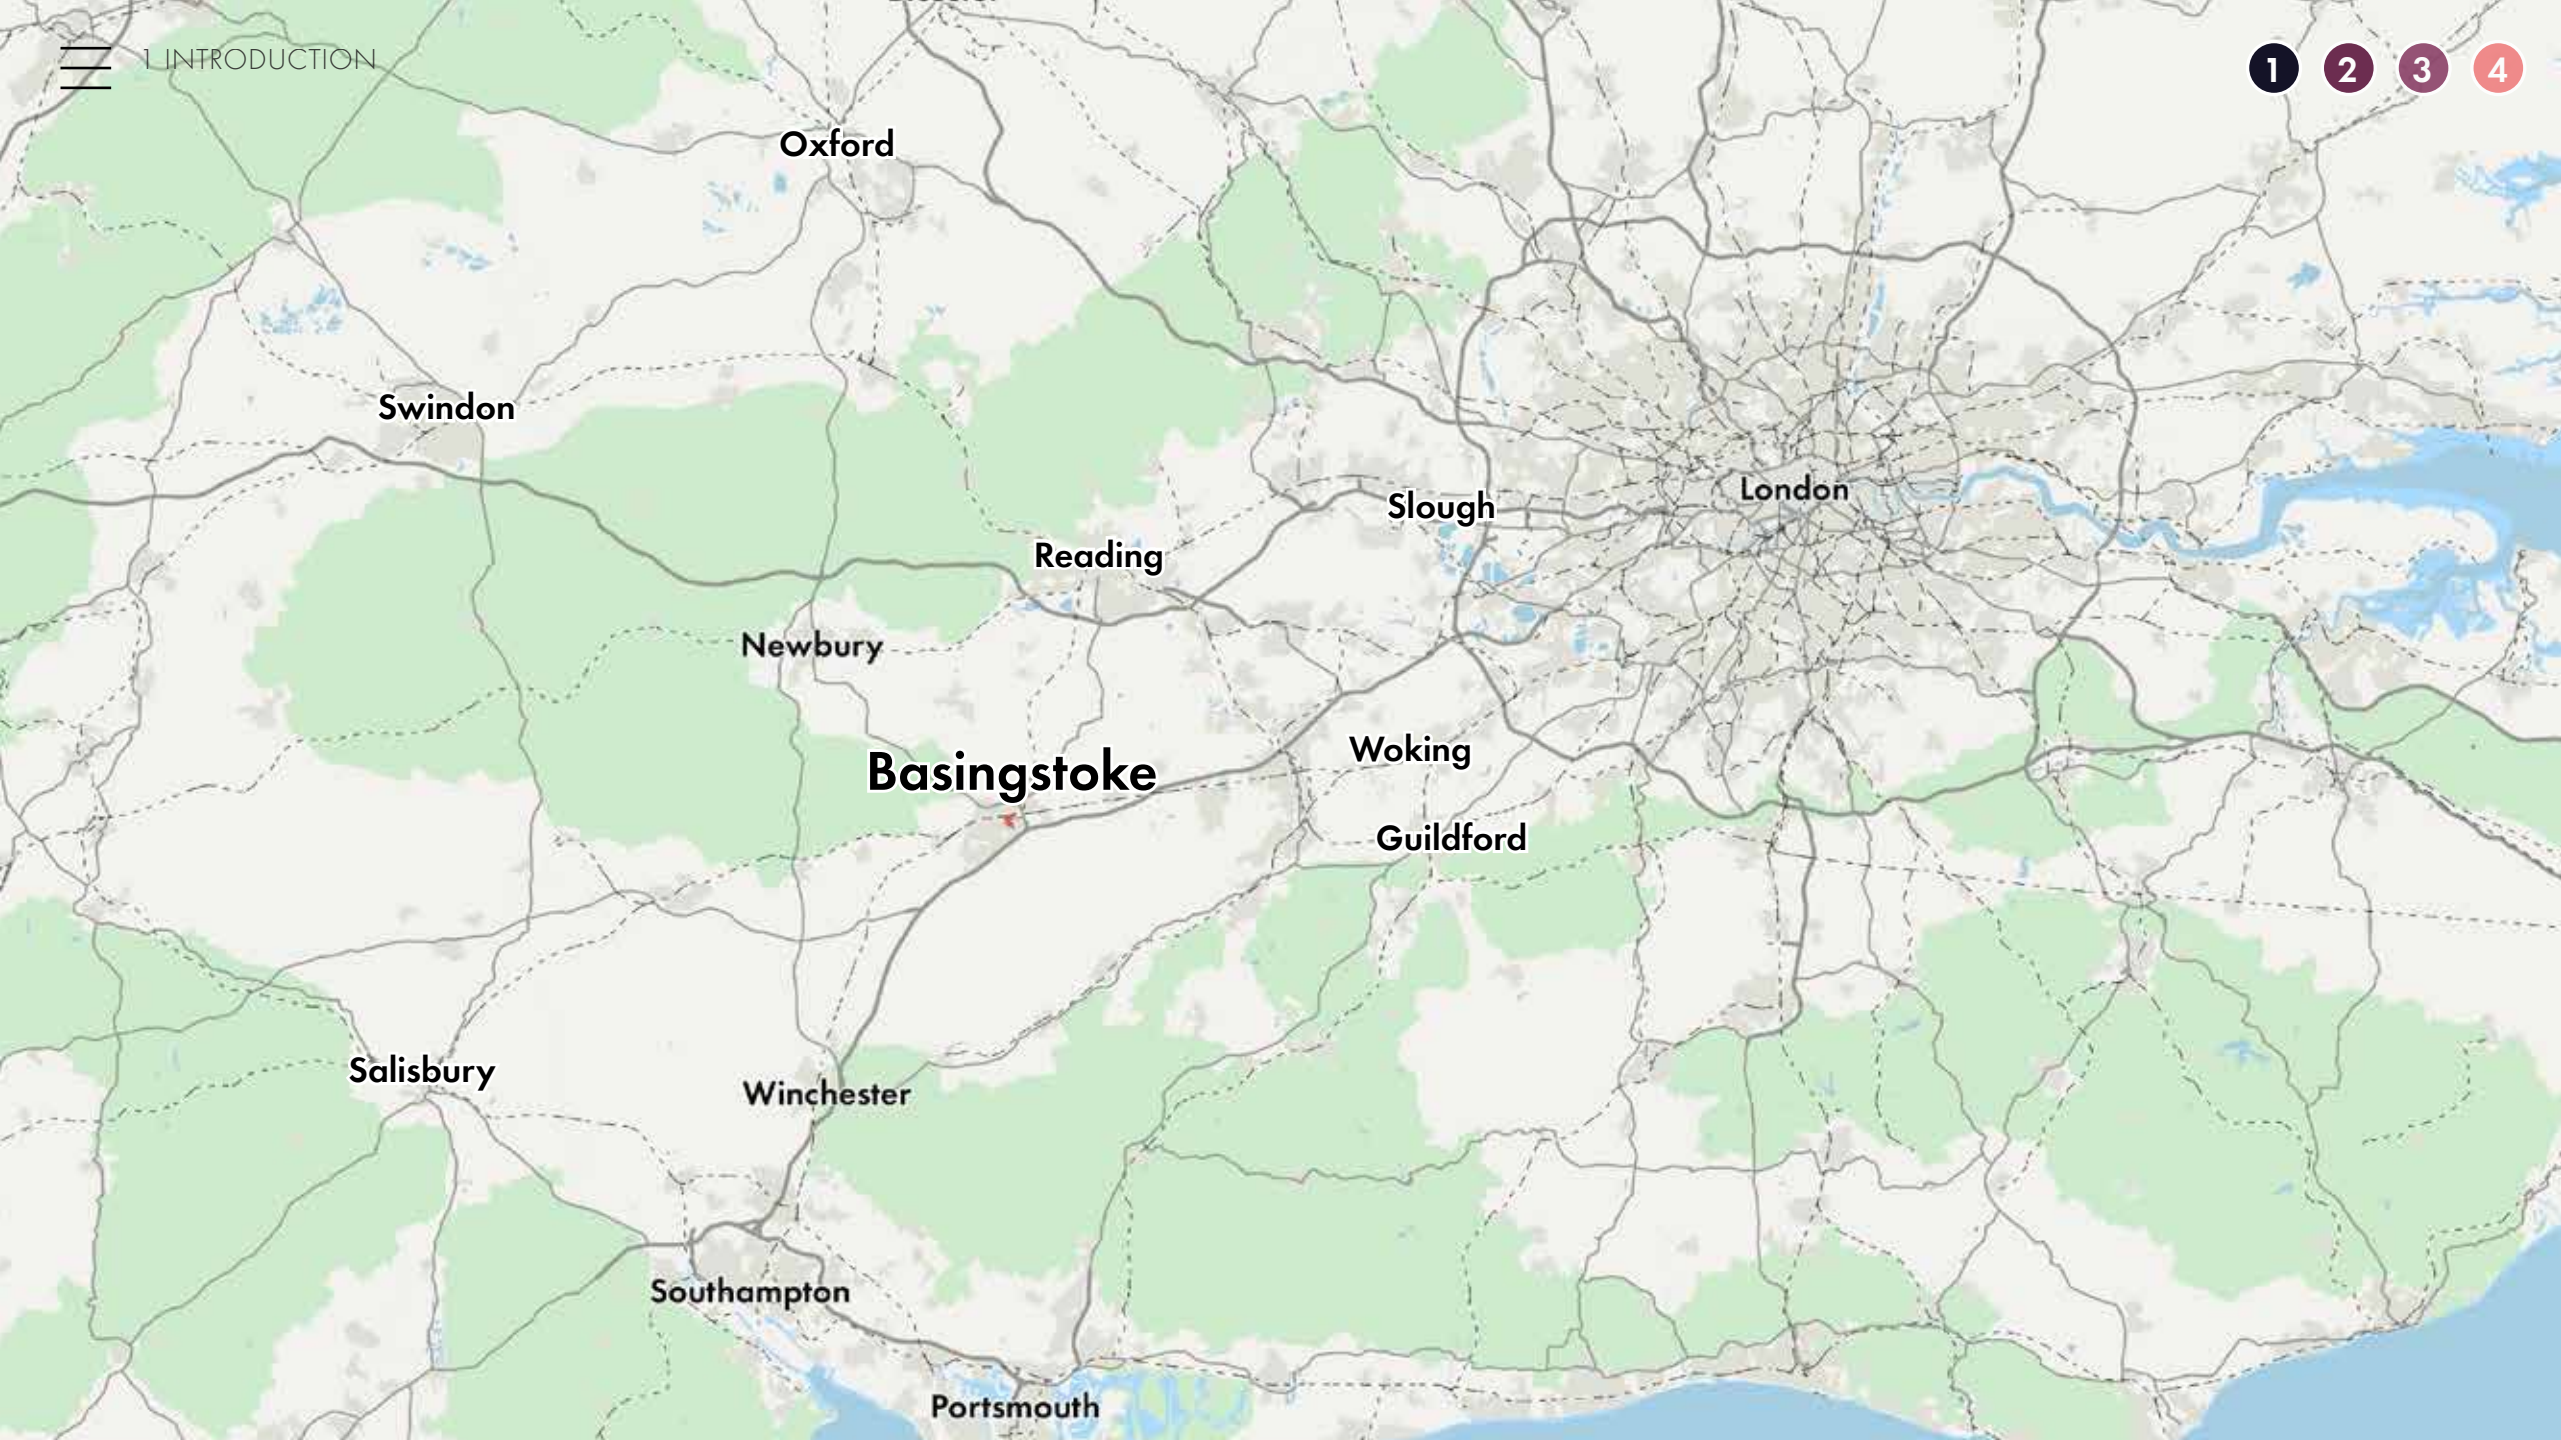 1 INTRODUCTION
1 2 3 4
Oxford
Swindon
London
Slough
Reading
Newbury
Woking
Basingstoke
Guildford
Salisbury
Winchester
Southampton
Portsmouth